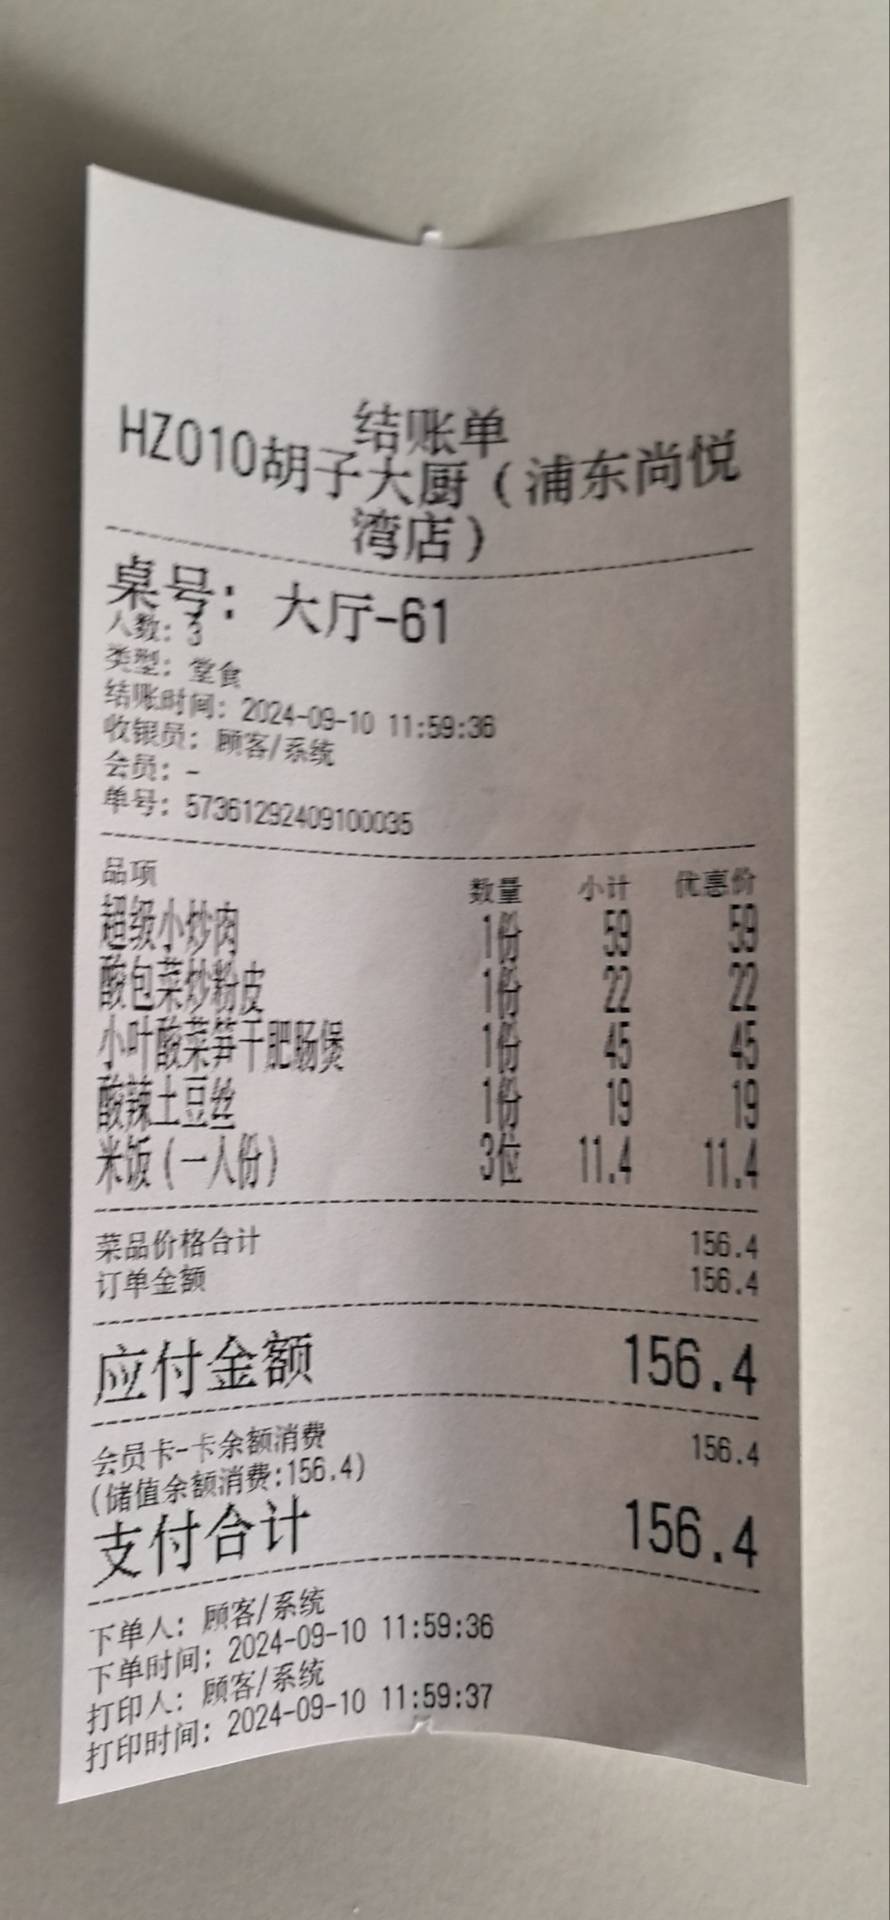 结账单
HZ010胡子大厨（浦东尚悦
湾店）
桌号：大厅-61
人数：3
类型：堂食
结账时间：2024-09-10 11:59:36
收银员：顾客/系统
会员：-
单号：57361292409100035
品项 数量 小计 优惠价
超级小炒肉 1份 59 59
酸包菜炒粉皮 1份 22 22
小叶酸菜笋干肥肠煲 1份 45 45
酸辣土豆丝 1份 19 19
米饭（一人份） 3位 11.4 11.4
菜品价格合计 156.4
订单金额 156.4
应付金额 156.4
会员卡-卡余额消费 156.4
(储值余额消费:156.4)
支付合计 156.4
下单人：顾客/系统
下单时间：2024-09-10 11:59:36
打印人：顾客/系统
打印时间：2024-09-10 11:59:37